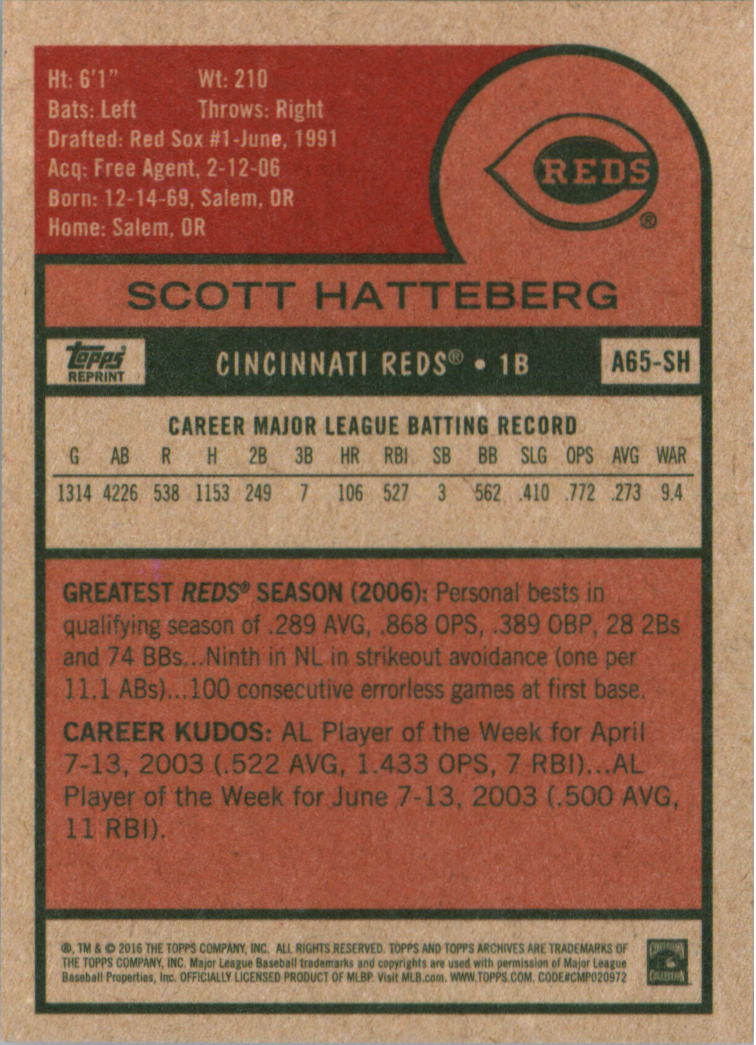 Ht: 6'1" Wt: 210
Bats: Left Throws: Right
Drafted: Red Sox #1-June, 1991
Acq: Free Agent, 2-12-06
Born: 12-14-69, Salem, OR
Home: Salem, OR
REDS®
SCOTT HATTEBERG
Topps REPRINT
CINCINNATI REDS® • 1B
A65-SH
CAREER MAJOR LEAGUE BATTING RECORD
G AB R H 2B 3B HR RBI SB BB SLG OPS AVG WAR
1314 4226 538 1153 249 7 106 527 3 562 .410 .772 .273 9.4
GREATEST REDS® SEASON (2006): Personal bests in
qualifying season of .289 AVG, .868 OPS, .389 OBP, 28 2Bs
and 74 BBs...Ninth in NL in strikeout avoidance (one per
11.1 ABs)...100 consecutive errorless games at first base.
CAREER KUDOS: AL Player of the Week for April
7-13, 2003 (.522 AVG, 1.433 OPS, 7 RBI)...AL
Player of the Week for June 7-13, 2003 (.500 AVG,
11 RBI).
®, TM & © 2016 THE TOPPS COMPANY, INC. ALL RIGHTS RESERVED. TOPPS AND TOPPS ARCHIVES ARE TRADEMARKS OF
THE TOPPS COMPANY, INC. Major League Baseball trademarks and copyrights are used with permission of Major League
Baseball Properties, Inc. OFFICIALLY LICENSED PRODUCT OF MLBP. Visit MLB.com. WWW.TOPPS.COM. CODE#CMP020972